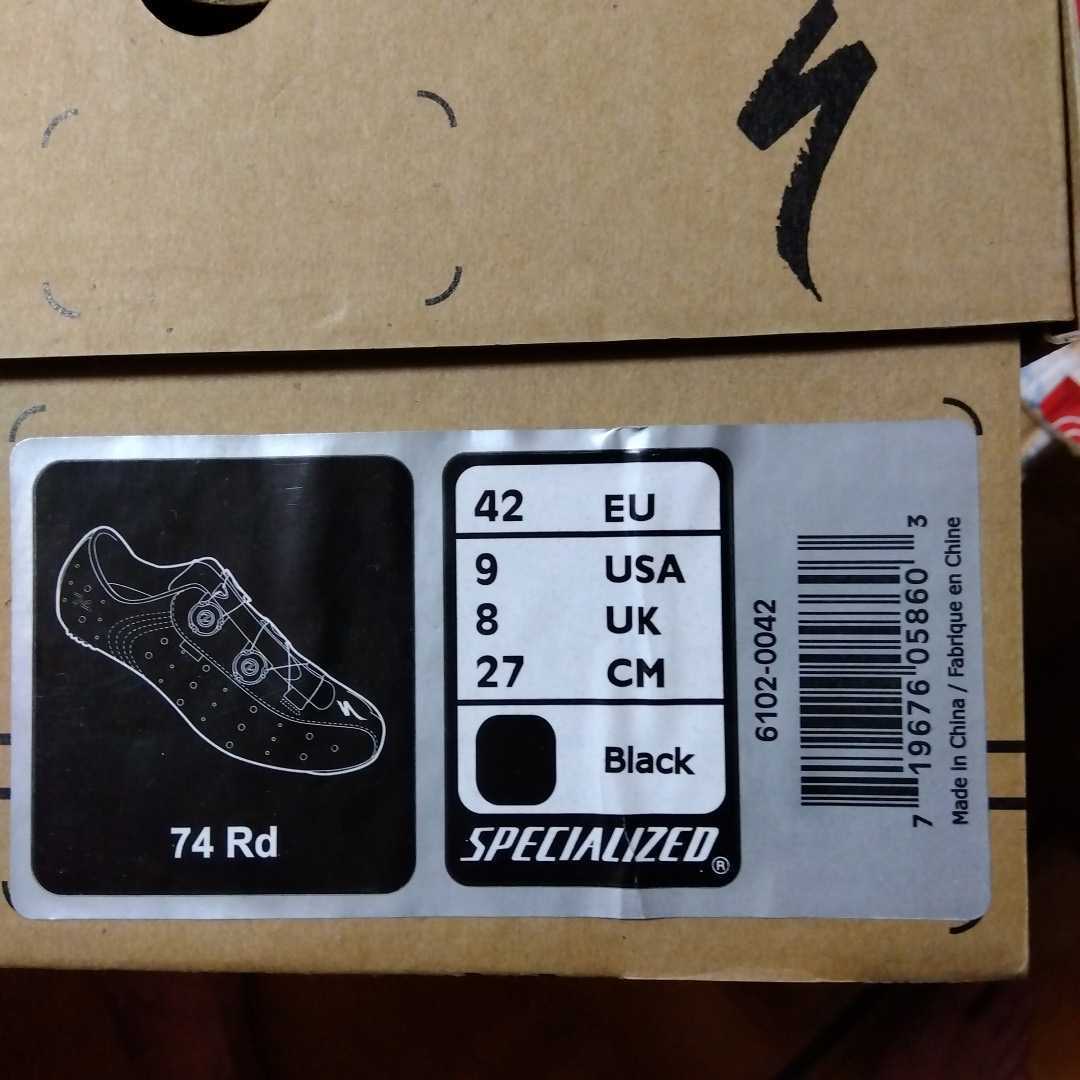 74 Rd
42 EU
9 USA
8 UK
27 CM
Black
SPECIALIZED®
6102-0042
7 19676 05860 3
Made in China / Fabrique en Chine